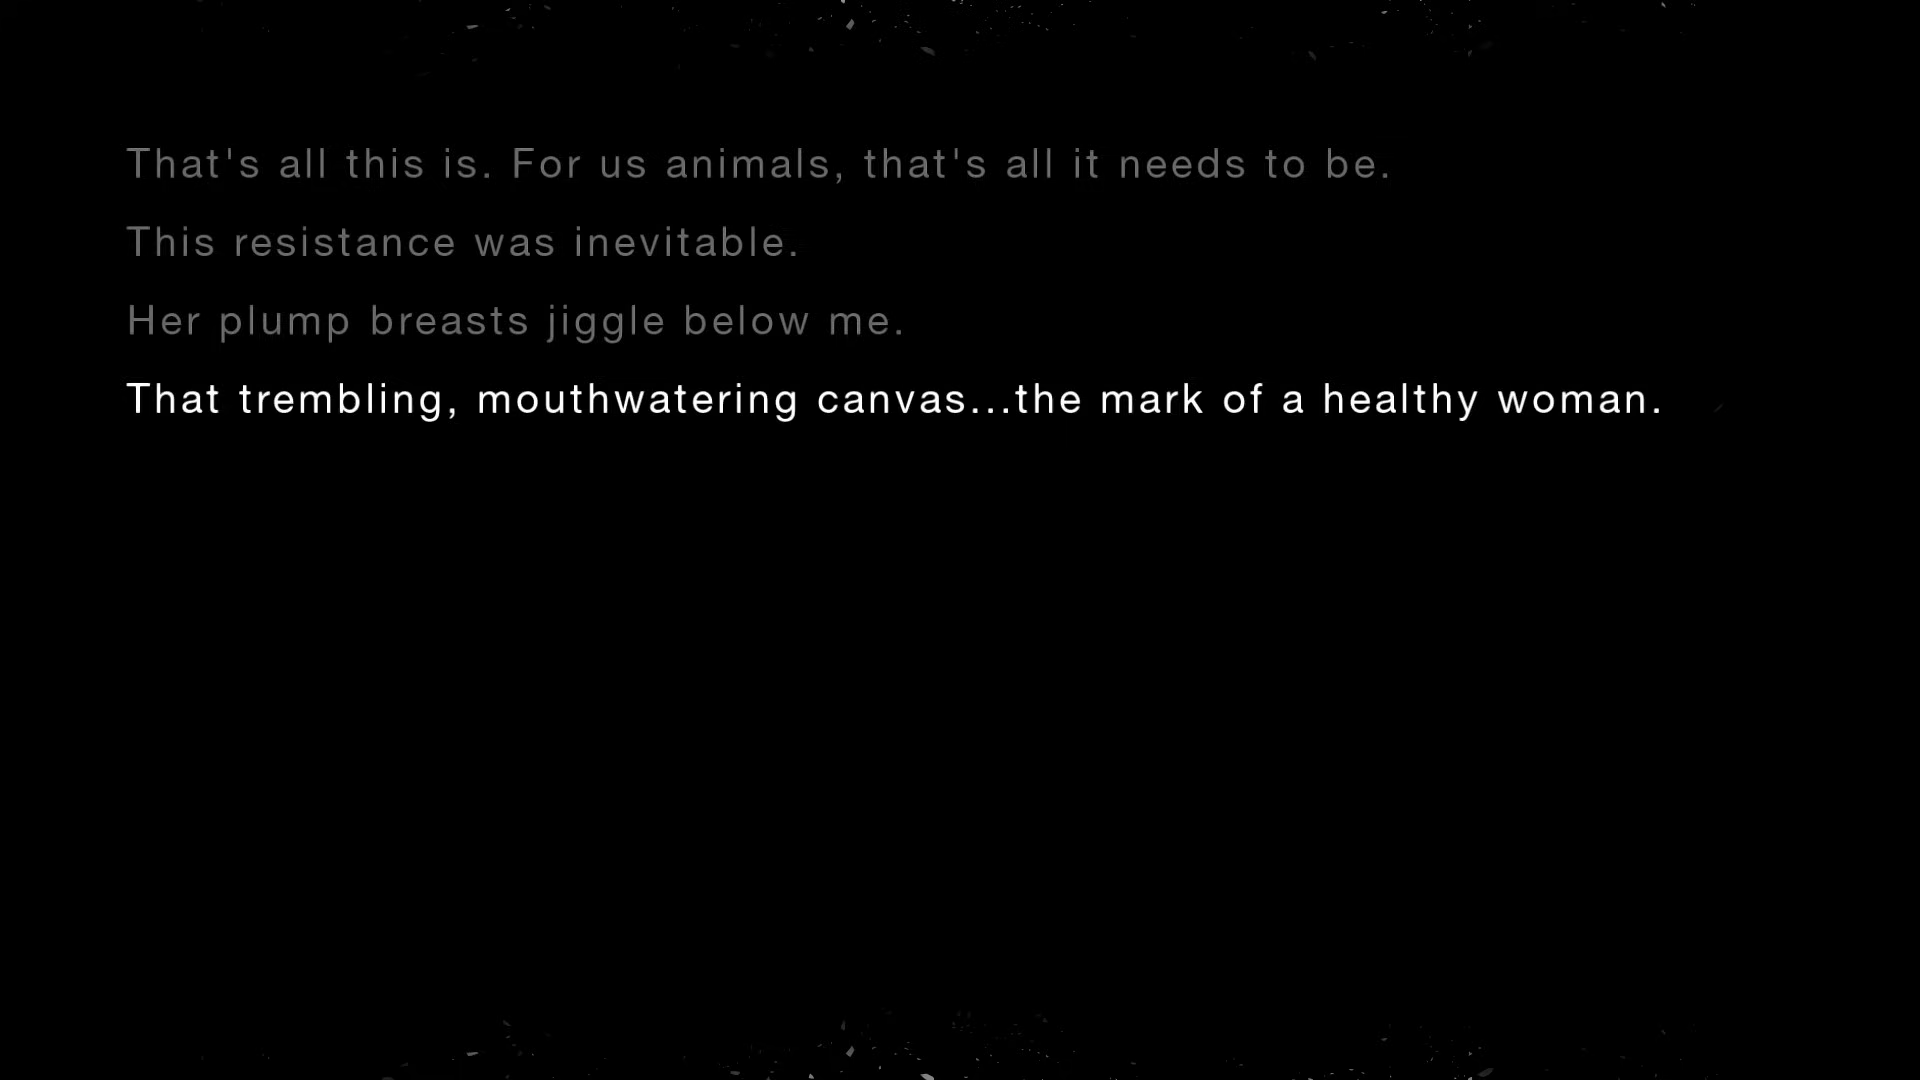 That's all this is. For us animals, that's all it needs to be.
This resistance was inevitable.
Her plump breasts jiggle below me.
That trembling, mouthwatering canvas...the mark of a healthy woman.